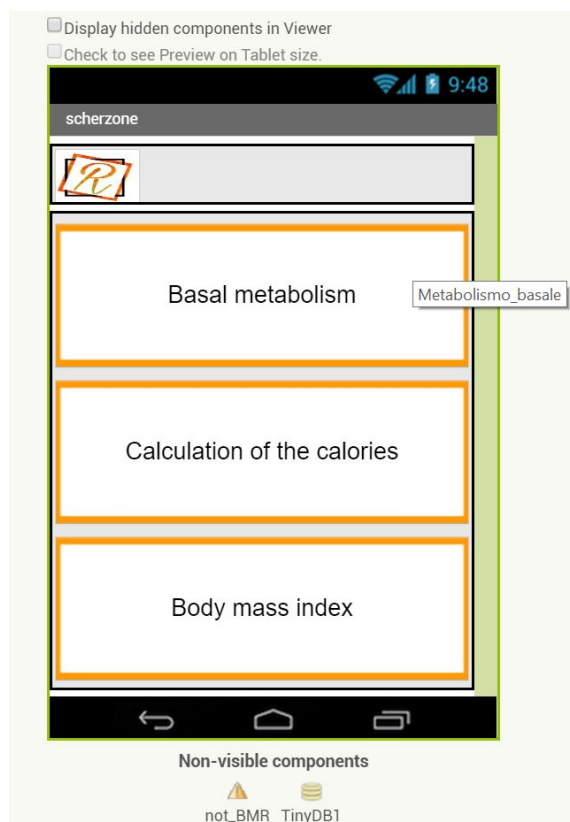 Display hidden components in Viewer
Check to see Preview on Tablet size.
9:48
scherzone
R
Basal metabolism
Metabolismo_basale
Calculation of the calories
Body mass index
Non-visible components
not_BMR TinyDB1